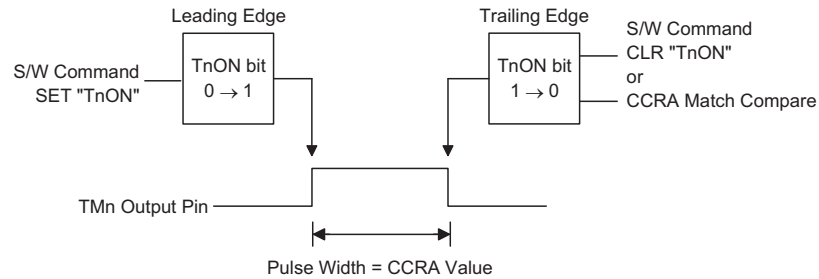 Leading Edge
Trailing Edge
S/W Command
SET "TnON"
TnON bit
0 → 1
TnON bit
1 → 0
S/W Command
CLR "TnON"
or
CCRA Match Compare
TMn Output Pin
Pulse Width = CCRA Value